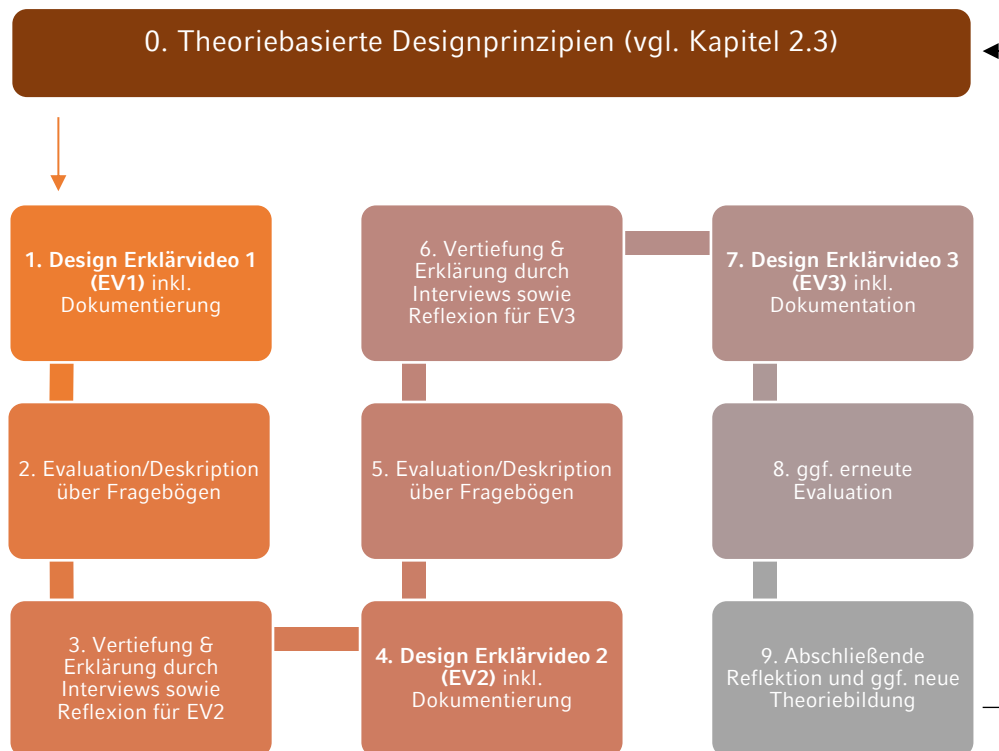 0. Theoriebasierte Designprinzipien (vgl. Kapitel 2.3)
1. Design Erklärvideo 1
(EV1) inkl.
Dokumentierung
2. Evaluation/Deskription
über Fragebögen
3. Vertiefung &
Erklärung durch
Interviews sowie
Reflexion für EV2
4. Design Erklärvideo 2
(EV2) inkl.
Dokumentierung
5. Evaluation/Deskription
über Fragebögen
6. Vertiefung &
Erklärung durch
Interviews sowie
Reflexion für EV3
7. Design Erklärvideo 3
(EV3) inkl.
Dokumentation
8. ggf. erneute
Evaluation
9. Abschließende
Reflektion und ggf. neue
Theoriebildung